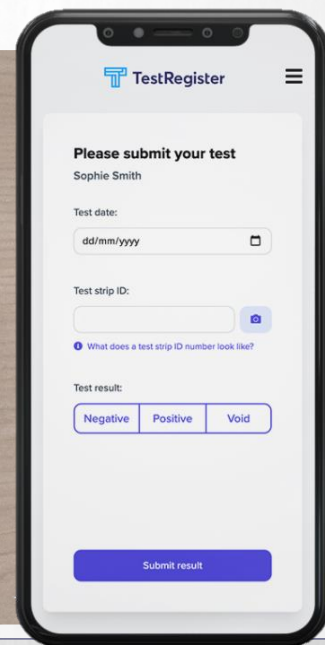 TestRegister
Please submit your test
Sophie Smith
Test date:
dd/mm/yyyy
Test strip ID:
What does a test strip ID number look like?
Test result:
Negative Positive Void
Submit result